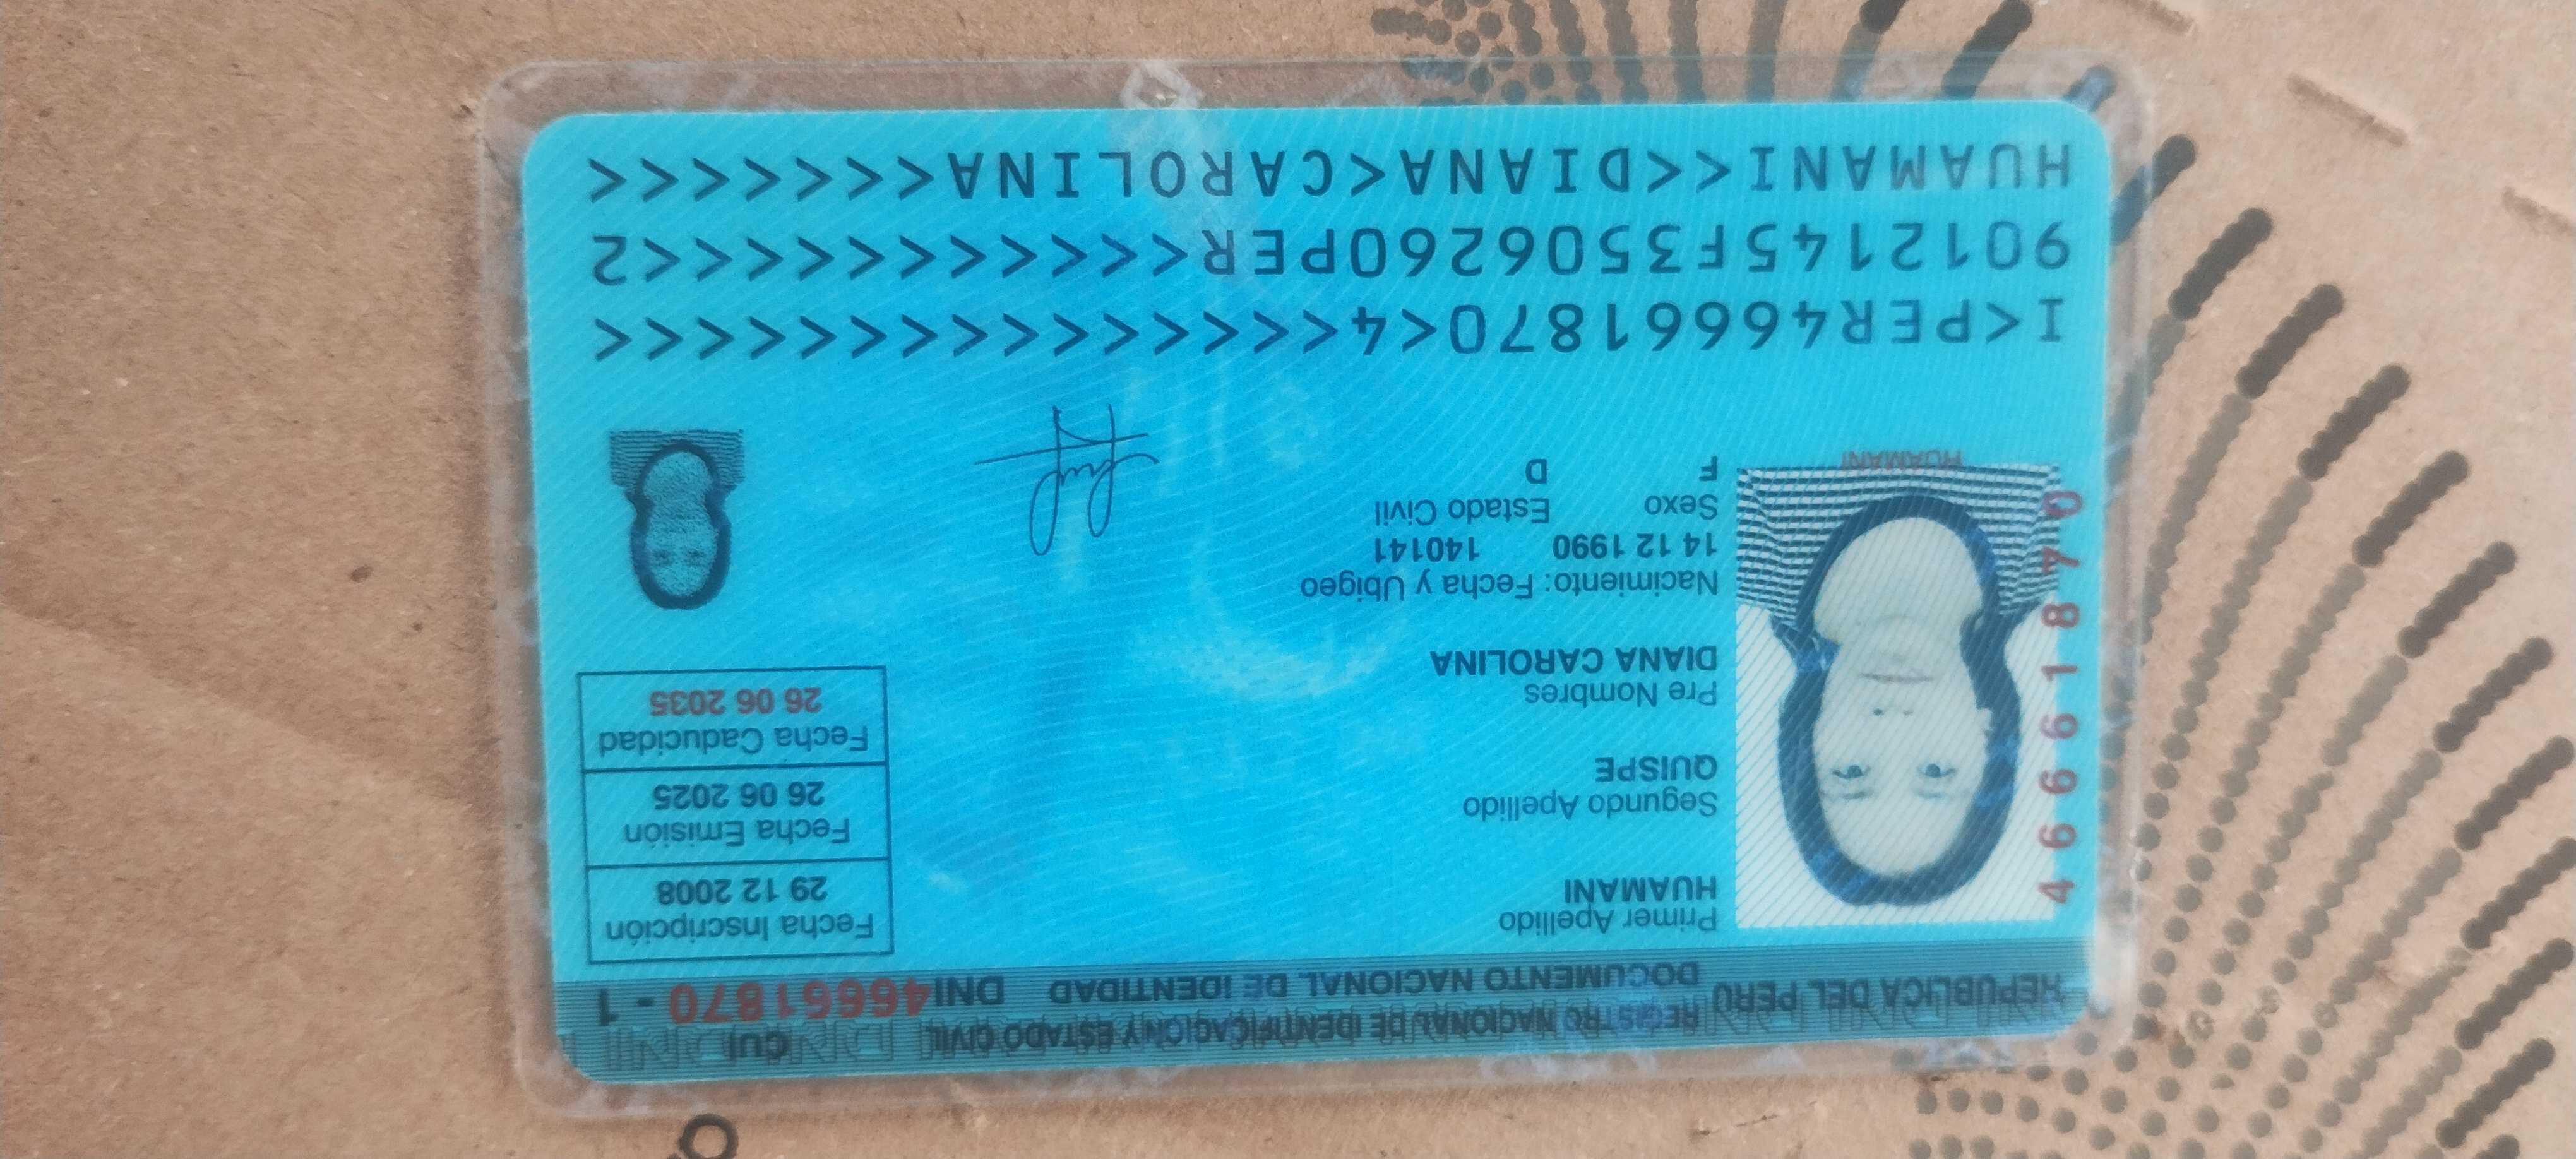 REPUBLICA DEL PERU
REGISTRO NACIONAL DE IDENTIFICACION Y ESTADO CIVIL
DOCUMENTO NACIONAL DE IDENTIDAD
CUI
DNI 46661870 - 1
Primer Apellido
HUAMANI
Segundo Apellido
QUISPE
Pre Nombres
DIANA CAROLINA
Nacimiento: Fecha y Ubigeo
14 12 1990 140141
Sexo Estado Civil
F D
Fecha Inscripción
29 12 2008
Fecha Emisión
26 06 2025
Fecha Caducidad
26 06 2035
46661870
HUAMANI
I<PER46661870<4<<<<<<<<<<<<<<<
9012145F3506260PER<<<<<<<<<<<2
HUAMANI<<DIANA<CAROLINA<<<<<<<